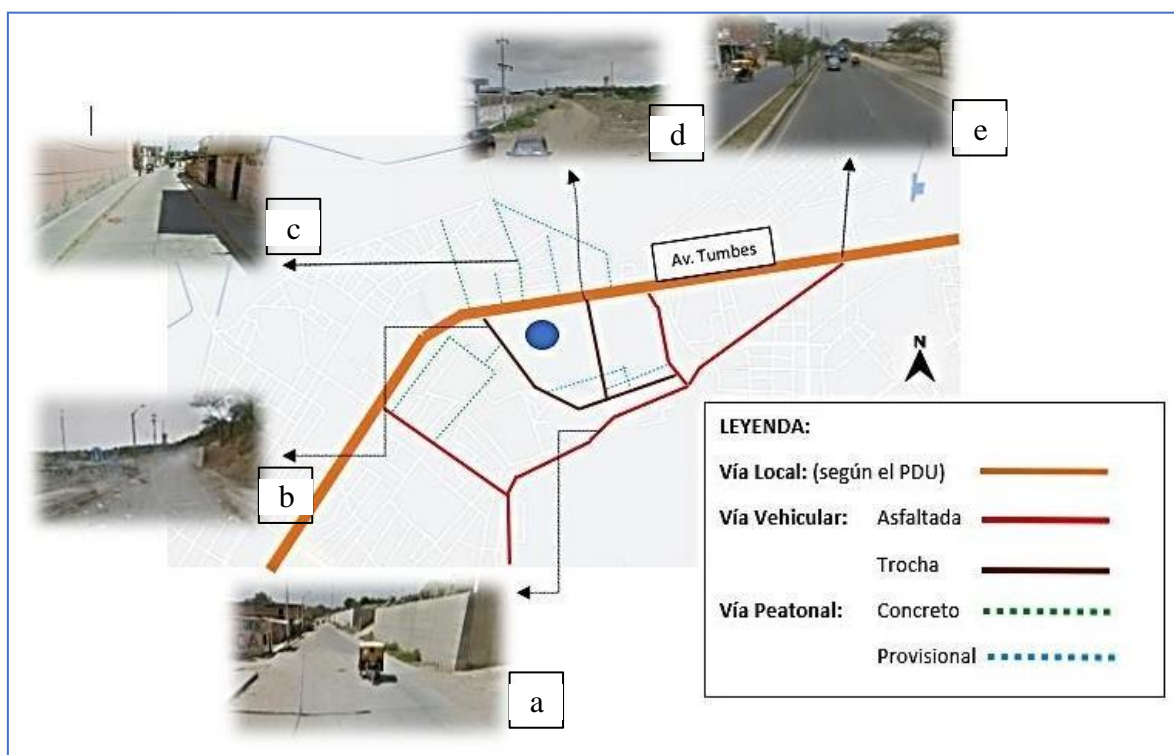 d
e
c
Av. Tumbes
N
b
a
LEYENDA:
Vía Local: (según el PDU)
Vía Vehicular: Asfaltada
Trocha
Vía Peatonal: Concreto
Provisional